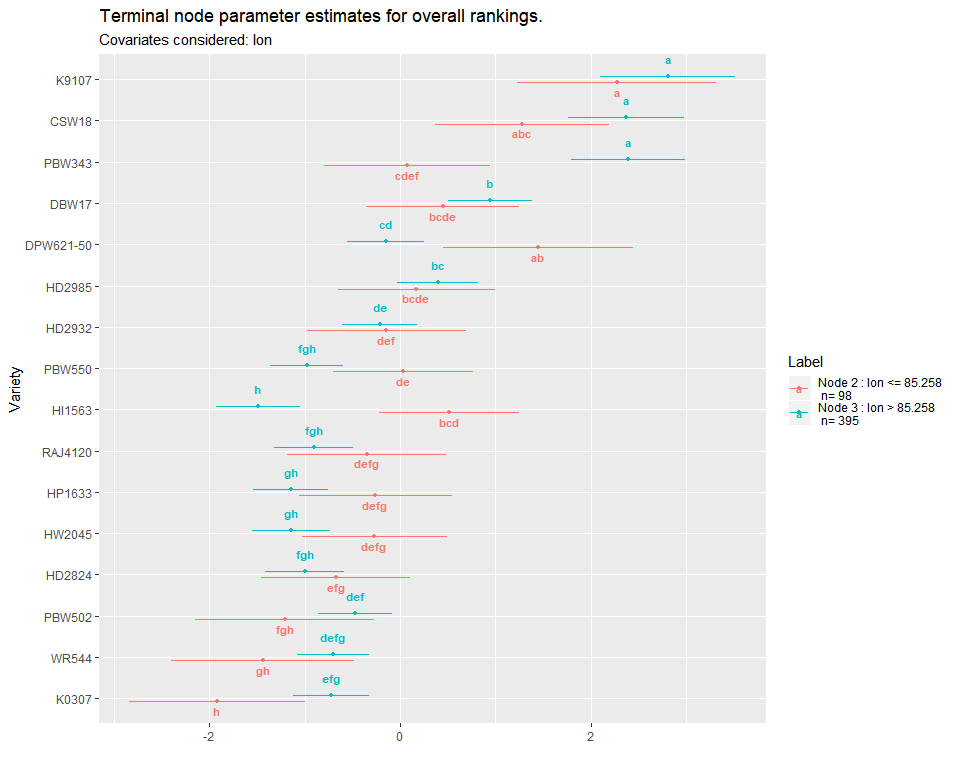 Terminal node parameter estimates for overall rankings.
Covariates considered: lon
Variety
K9107
a
a
CSW18
a
abc
PBW343
a
cdef
DBW17
b
bcde
DPW621-50
cd
ab
HD2985
bc
bcde
HD2932
de
def
PBW550
fgh
de
HI1563
h
bcd
RAJ4120
fgh
defg
HP1633
gh
defg
HW2045
gh
defg
HD2824
fgh
efg
PBW502
def
fgh
WR544
defg
gh
K0307
efg
h
-2 0 2
Label
a Node 2 : lon <= 85.258
n= 98
a Node 3 : lon > 85.258
n= 395